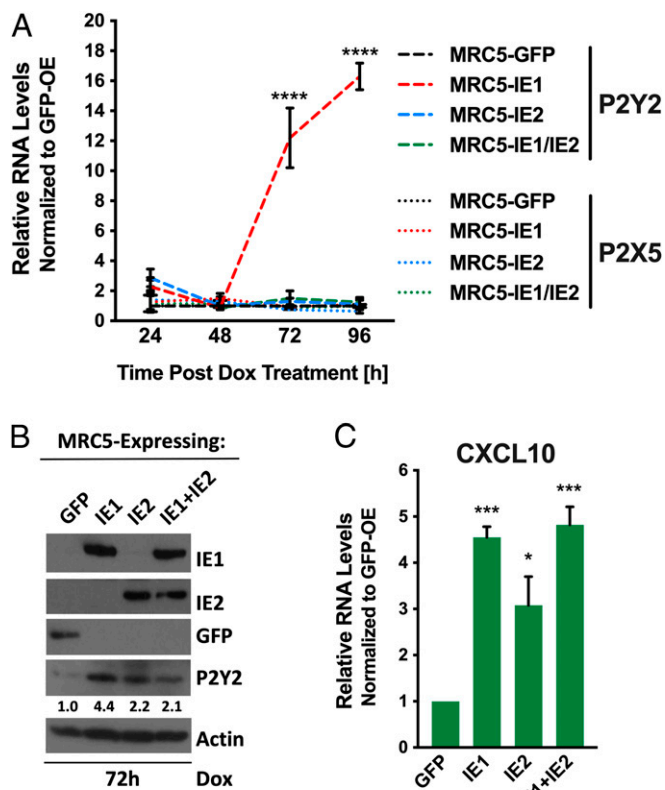 A
Relative RNA Levels
Normalized to GFP-OE
20
18
16
14
12
10
8
6
4
2
0
24 48 72 96
Time Post Dox Treatment [h]
**** ****
MRC5-GFP
MRC5-IE1
MRC5-IE2
MRC5-IE1/IE2
P2Y2
MRC5-GFP
MRC5-IE1
MRC5-IE2
MRC5-IE1/IE2
P2X5
B
MRC5-Expressing:
GFP IE1 IE2 IE1+IE2
IE1
IE2
GFP
P2Y2
1.0 4.4 2.2 2.1
Actin
72h Dox
C
CXCL10
Relative RNA Levels
Normalized to GFP-OE
6
5
4
3
2
1
0
*** * ***
GFP IE1 IE2 1+IE2